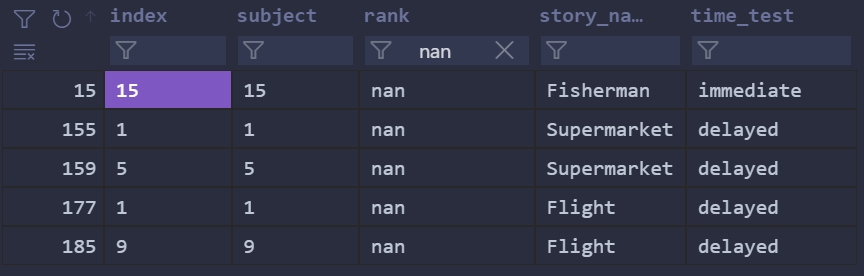 index subject rank story_na… time_test
nan
15 15 15 nan Fisherman immediate
155 1 1 nan Supermarket delayed
159 5 5 nan Supermarket delayed
177 1 1 nan Flight delayed
185 9 9 nan Flight delayed